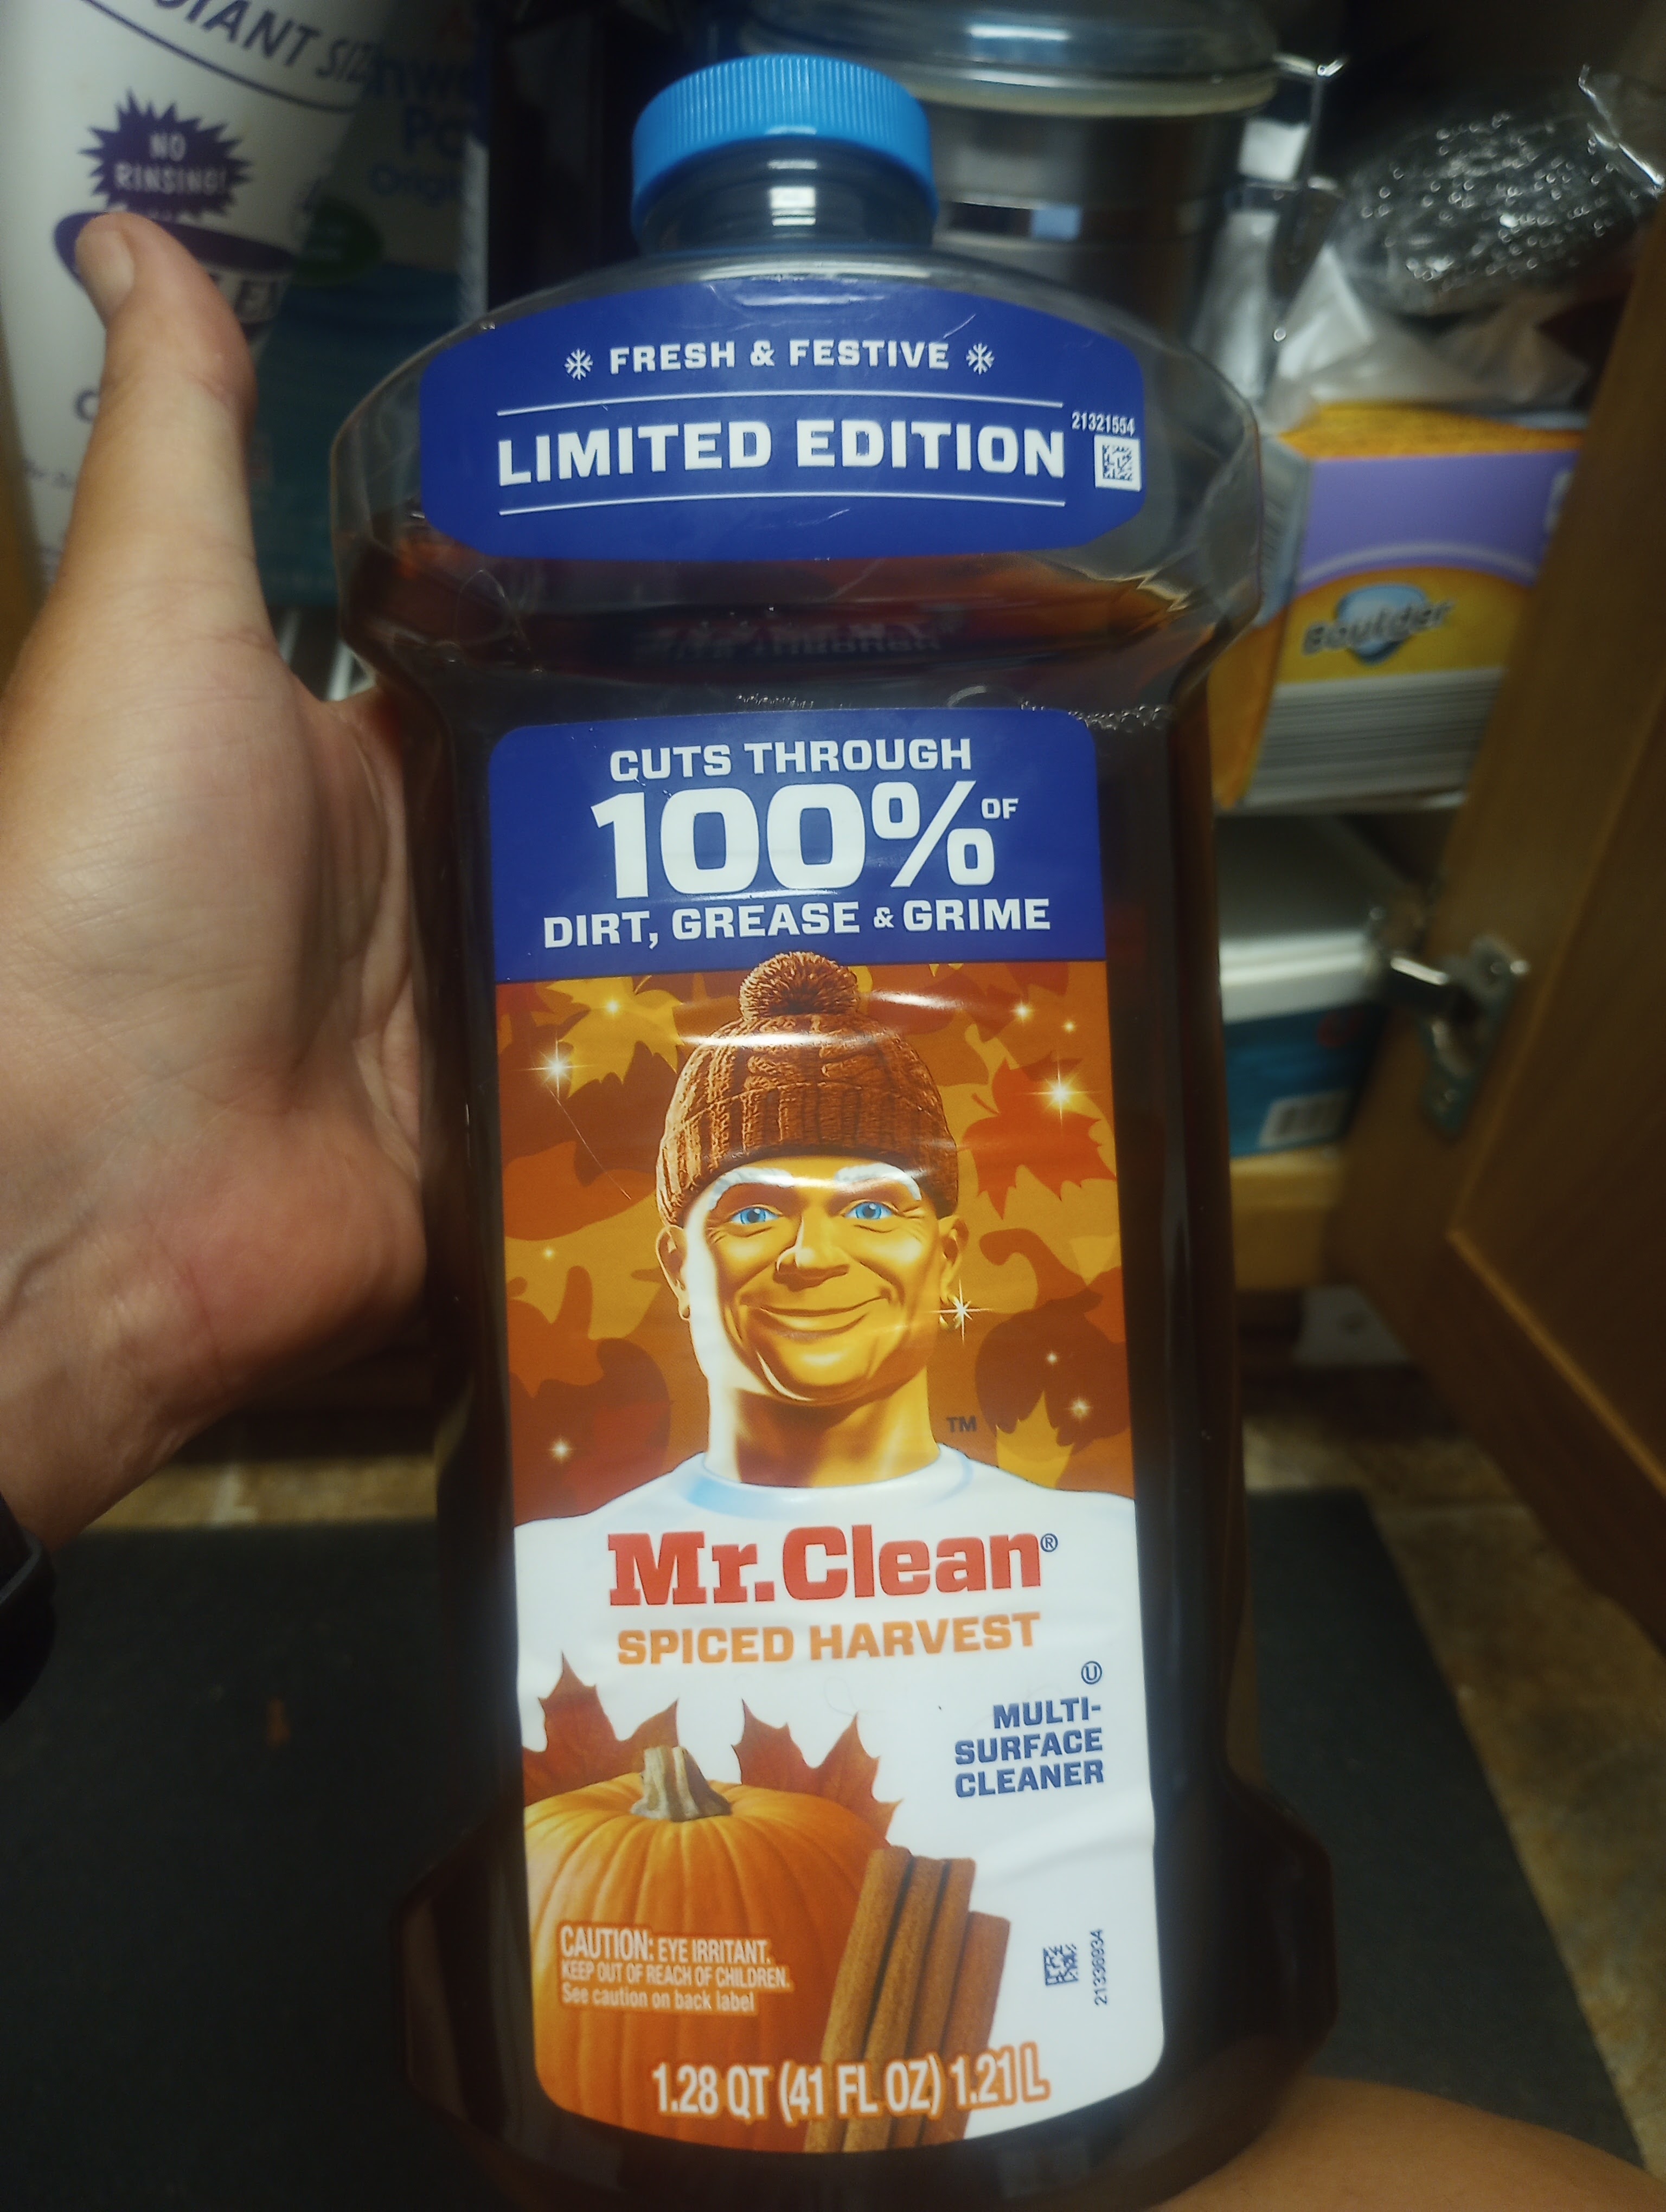 GIANT
NO
RINSING!
FRESH & FESTIVE
LIMITED EDITION
21321554
CUTS THROUGH
100% OF
DIRT, GREASE & GRIME
Boulder
TM
Mr.Clean®
SPICED HARVEST
U
MULTI-
SURFACE
CLEANER
CAUTION: EYE IRRITANT.
KEEP OUT OF REACH OF CHILDREN.
See caution on back label
21336934
1.28 QT (41 FL OZ) 1.21 L